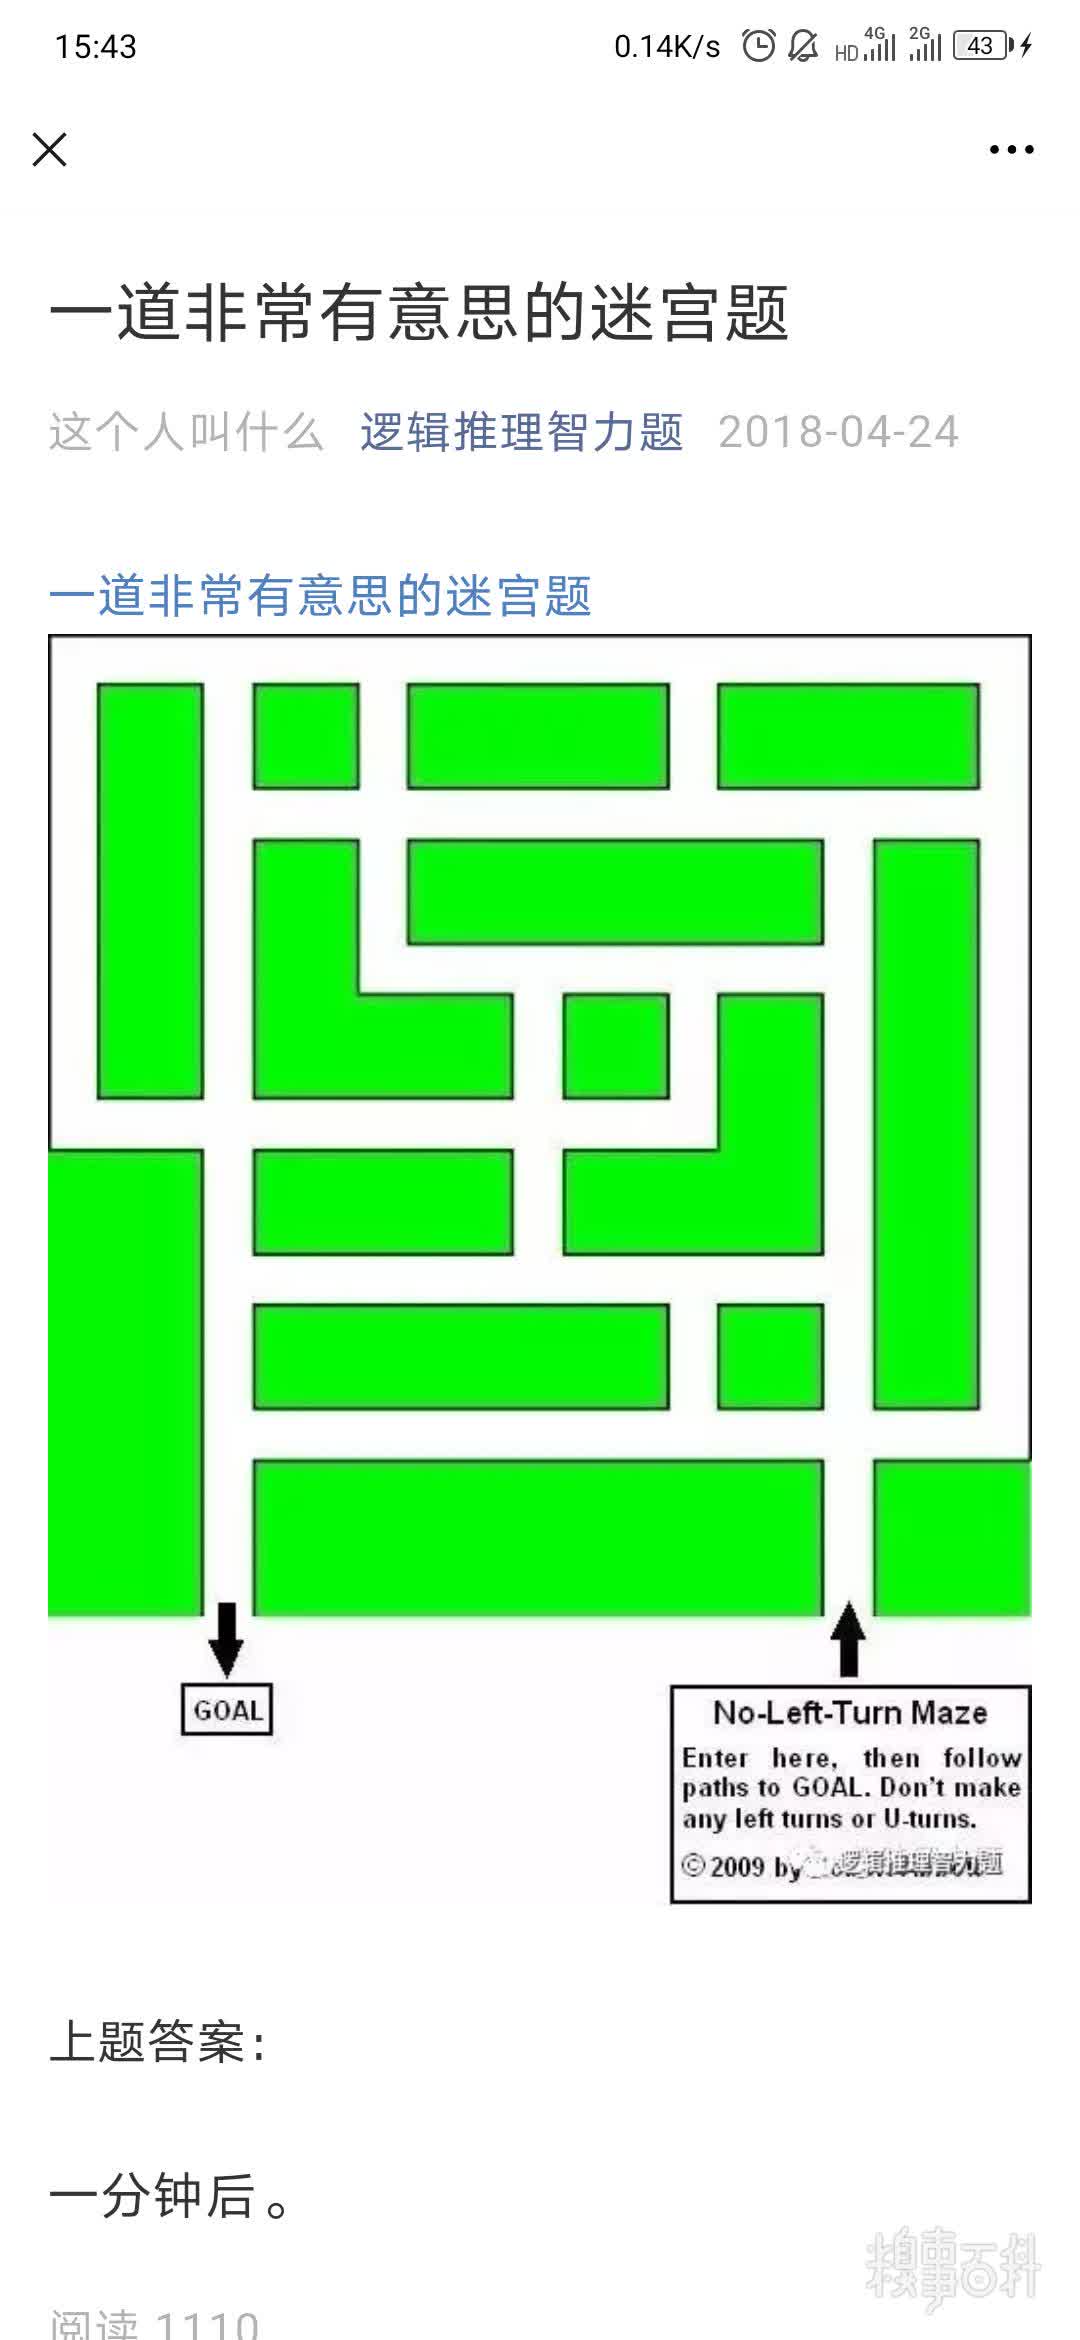 15:43
0.14K/s HD 4G 2G 43
一道非常有意思的迷宫题
这个人叫什么 逻辑推理智力题 2018-04-24
一道非常有意思的迷宫题
GOAL
No-Left-Turn Maze
Enter here, then follow
paths to GOAL. Don't make
any left turns or U-turns.
© 2009 by
逻辑推理智力题
上题答案:
一分钟后。
糗事百科
阅读 1110